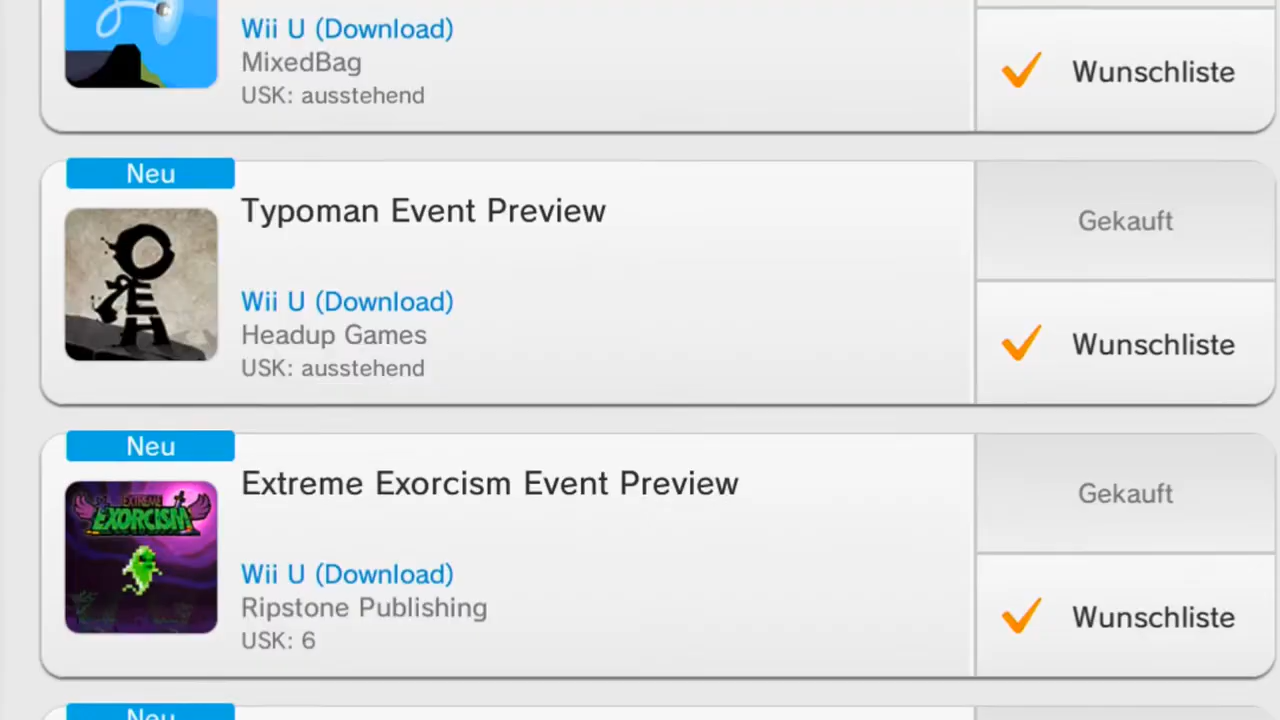 Wii U (Download)
MixedBag
USK: ausstehend
Wunschliste
Neu
Typoman Event Preview
Gekauft
Wii U (Download)
Headup Games
USK: ausstehend
Wunschliste
Neu
Extreme Exorcism Event Preview
Gekauft
EXTREME
EXORCISM
Wii U (Download)
Ripstone Publishing
USK: 6
Wunschliste
Neu